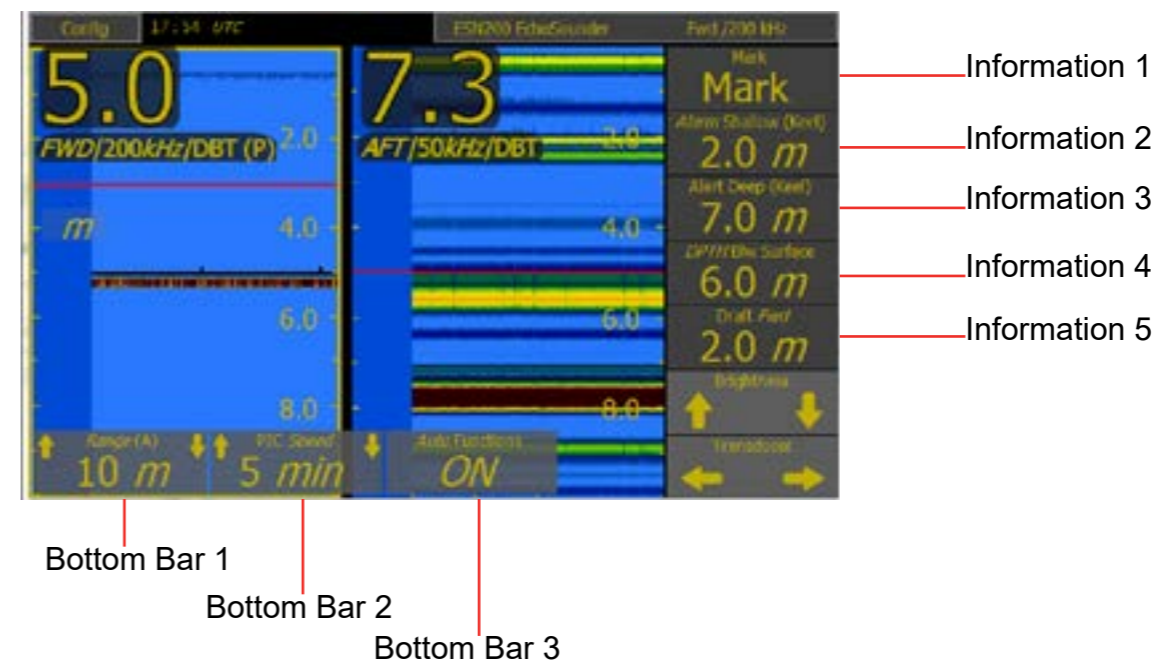 Config 17:14 UTC ESN200 EchoSounder Fwd /200 kHz
5.0
FWD/200kHz/DBT (P)
2.0
m
4.0
6.0
8.0
7.3
AFT/50kHz/DBT
2.0
4.0
6.0
8.0
Mark
Mark
Information 1
Alarm Shallow (Keel)
2.0 m
Information 2
Alert Deep (Keel)
7.0 m
Information 3
DPTH Blw Surface
6.0 m
Information 4
Draft Fwd
2.0 m
Information 5
Brightness
Transducer
Range (A)
10 m
PIC Speed
5 min
Auto Functions
ON
Bottom Bar 1
Bottom Bar 2
Bottom Bar 3